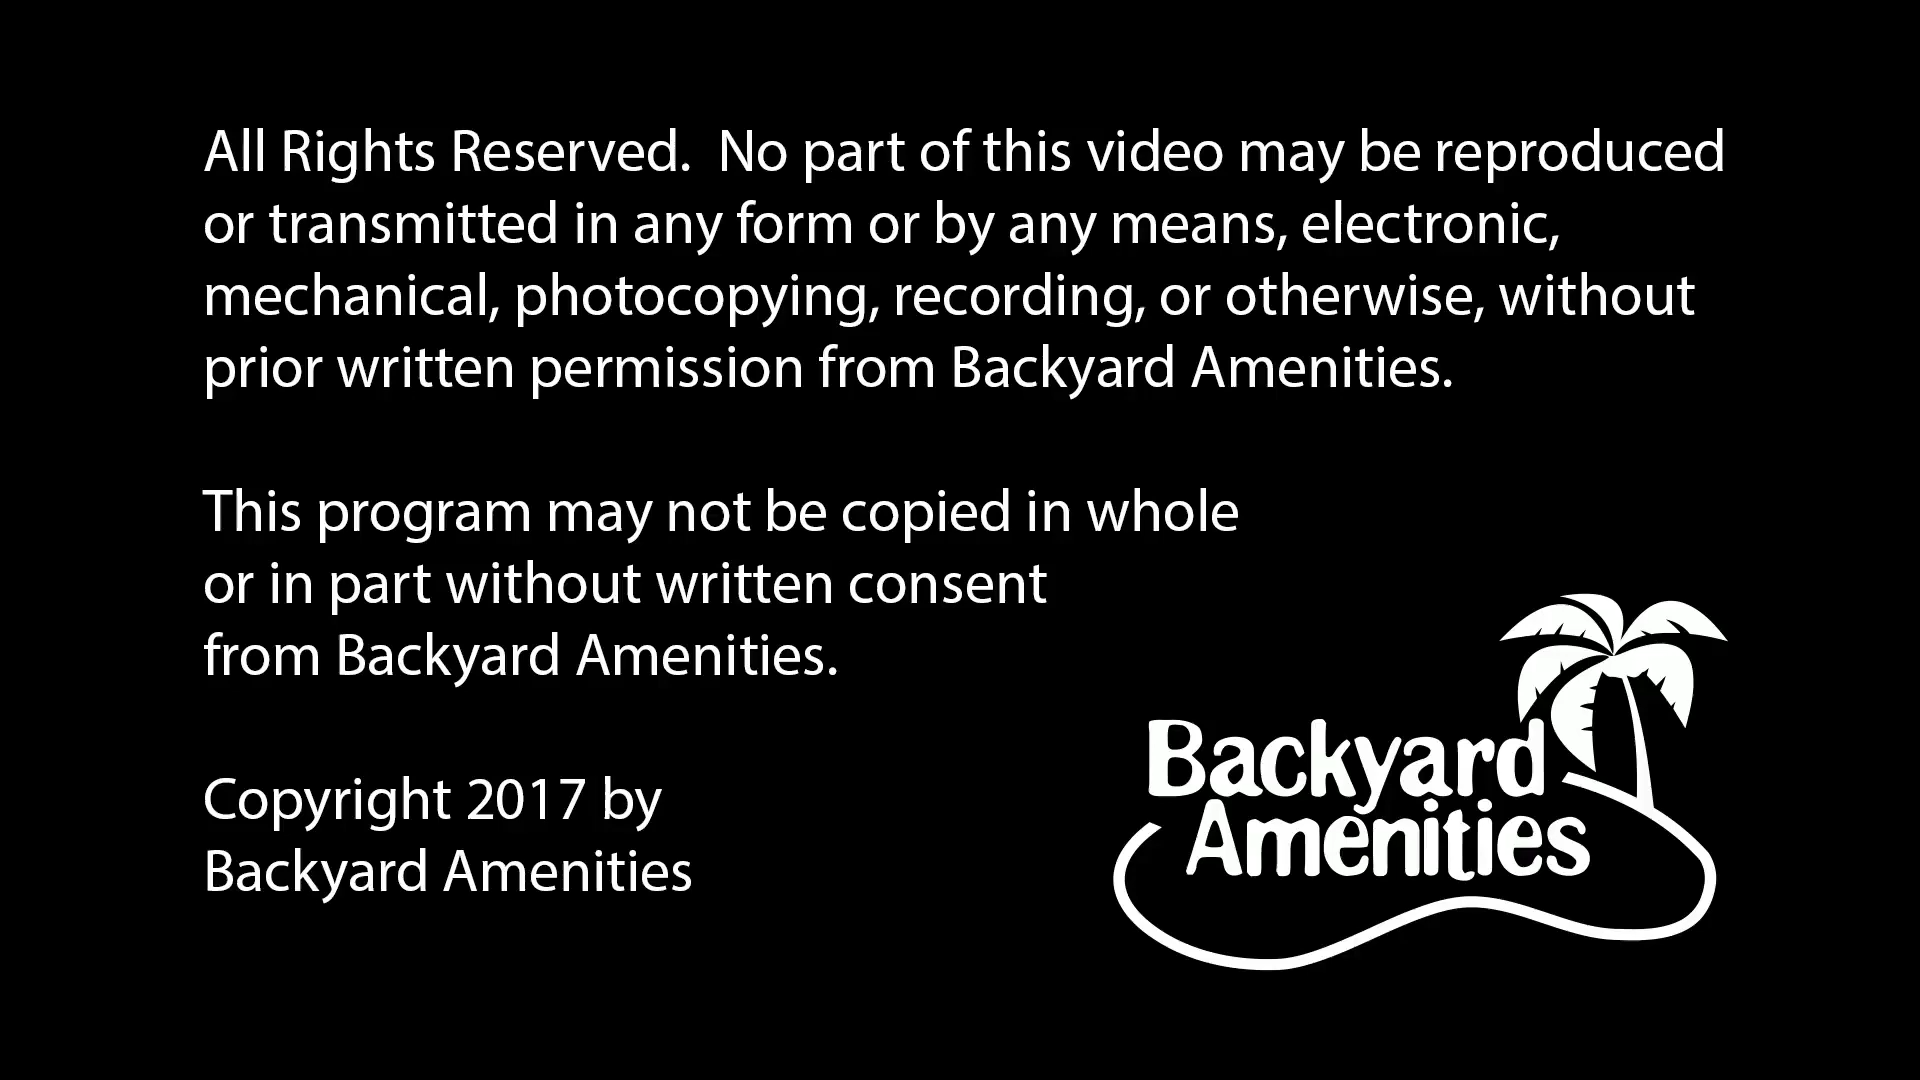 All Rights Reserved.  No part of this video may be reproduced
or transmitted in any form or by any means, electronic,
mechanical, photocopying, recording, or otherwise, without
prior written permission from Backyard Amenities.
This program may not be copied in whole
or in part without written consent
from Backyard Amenities.
Copyright 2017 by
Backyard Amenities
Backyard
Amenities